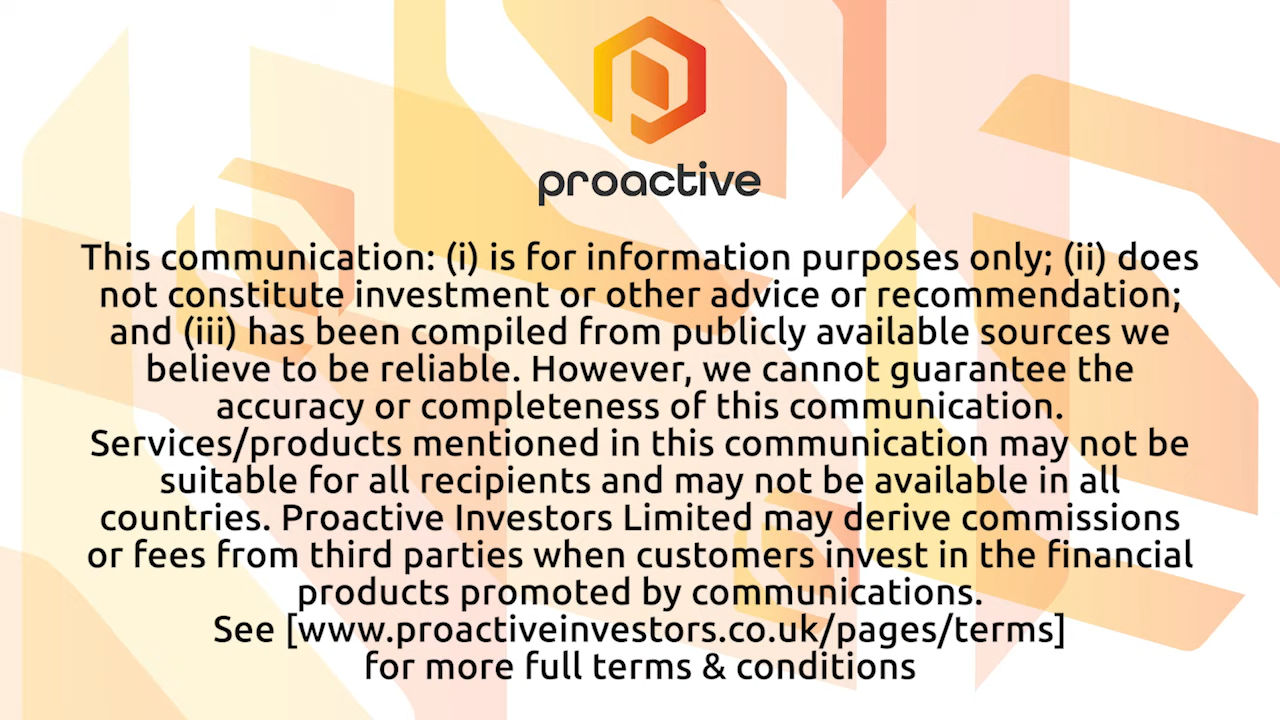 proactive
This communication: (i) is for information purposes only; (ii) does
not constitute investment or other advice or recommendation;
and (iii) has been compiled from publicly available sources we
believe to be reliable. However, we cannot guarantee the
accuracy or completeness of this communication.
Services/products mentioned in this communication may not be
suitable for all recipients and may not be available in all
countries. Proactive Investors Limited may derive commissions
or fees from third parties when customers invest in the financial
products promoted by communications.
See [www.proactiveinvestors.co.uk/pages/terms]
for more full terms & conditions